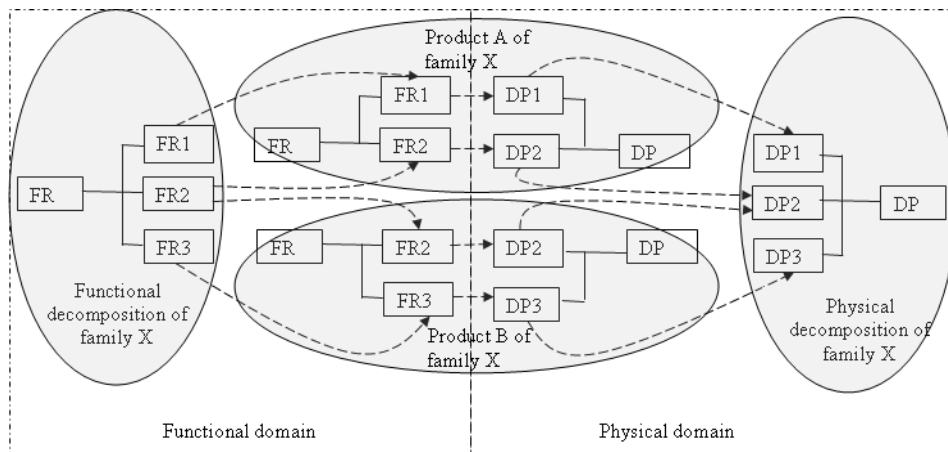 Product A of
family X
FR1
DP1
FR1
FR
FR2
DP2
DP
DP1
FR
FR2
DP2
DP
FR
FR2
DP2
DP
FR3
FR3
DP3
DP3
Functional
decomposition of
family X
Product B of
family X
Physical
decomposition of
family X
Functional domain
Physical domain